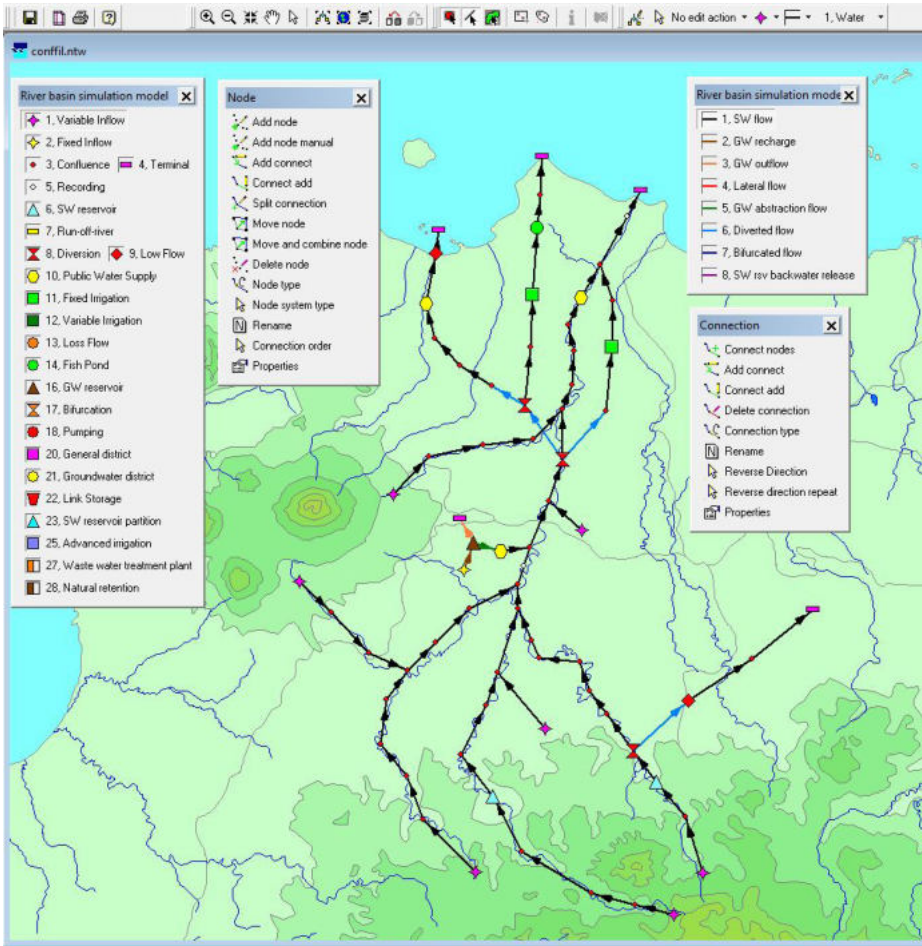 No edit action
1, Water
conffil.ntw
River basin simulation model
1, Variable Inflow
2, Fixed Inflow
3, Confluence 4, Terminal
5, Recording
6, SW reservoir
7, Run-off-river
8, Diversion 9, Low Flow
10, Public Water Supply
11, Fixed Irrigation
12, Variable Irrigation
13, Loss Flow
14, Fish Pond
16, GW reservoir
17, Bifurcation
18, Pumping
20, General district
21, Groundwater district
22, Link Storage
23, SW reservoir partition
25, Advanced irrigation
27, Waste water treatment plant
28, Natural retention
Node
Add node
Add node manual
Add connect
Connect add
Split connection
Move node
Move and combine node
Delete node
Node type
Node system type
Rename
Connection order
Properties
River basin simulation mode
1, SW flow
2, GW recharge
3, GW outflow
4, Lateral flow
5, GW abstraction flow
6, Diverted flow
7, Bifurcated flow
8, SW rsv backwater release
Connection
Connect nodes
Add connect
Connect add
Delete connection
Connection type
Rename
Reverse Direction
Reverse direction repeat
Properties